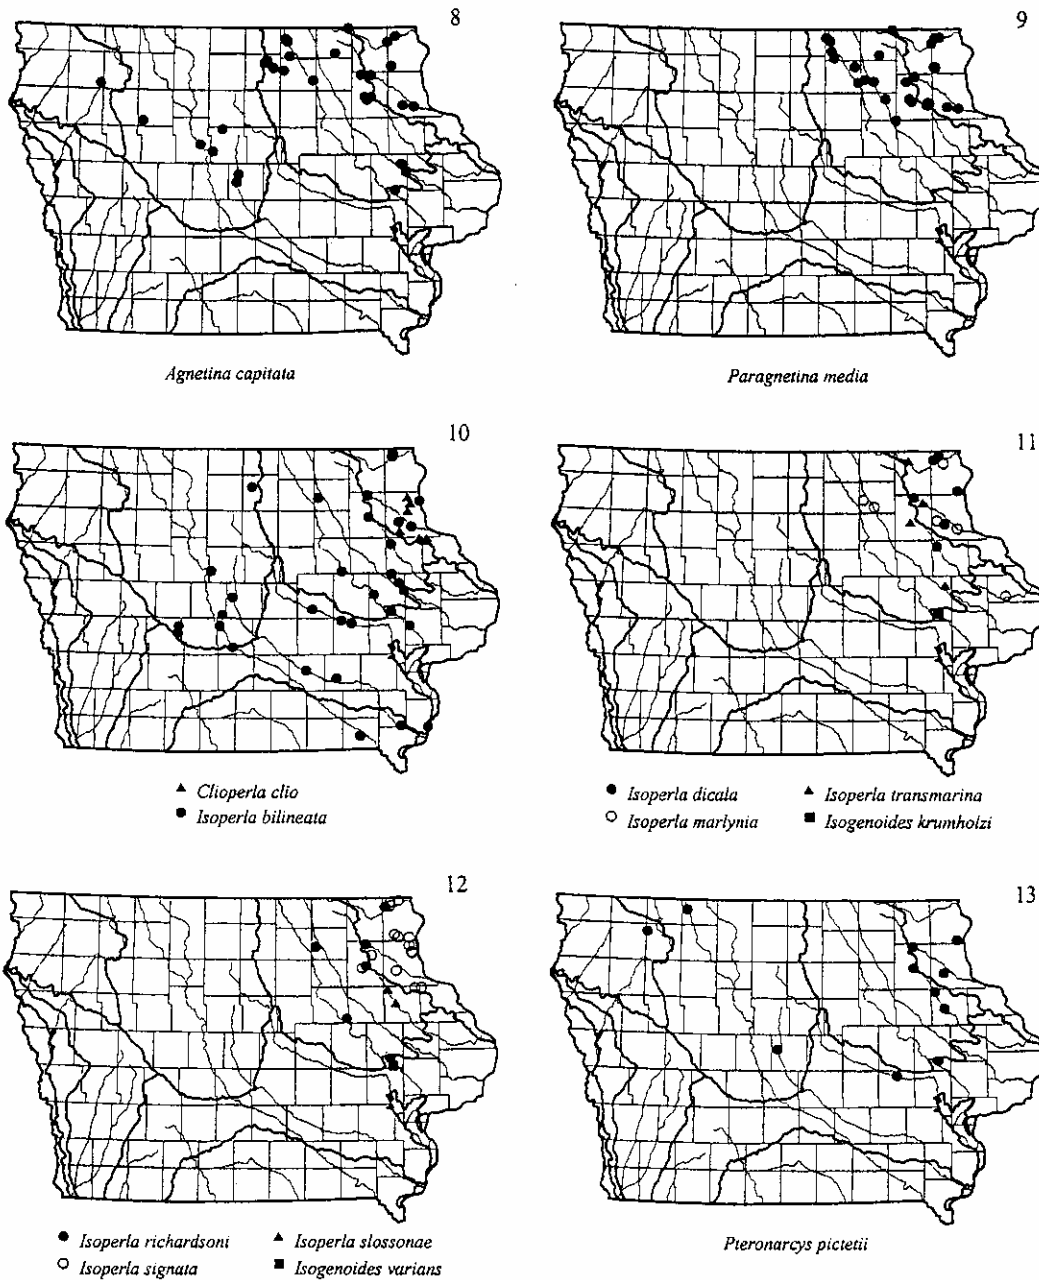 8
9
Agnetina capitata
Paragnetina media
10
11
▲ Clioperla clio
● Isoperla bilineata
● Isoperla dicala ▲ Isoperla transmarina
○ Isoperla marlynia ■ Isogenoides krumholzi
12
13
● Isoperla richardsoni ▲ Isoperla slossonae
○ Isoperla signata ■ Isogenoides varians
Pteronarcys pictetii